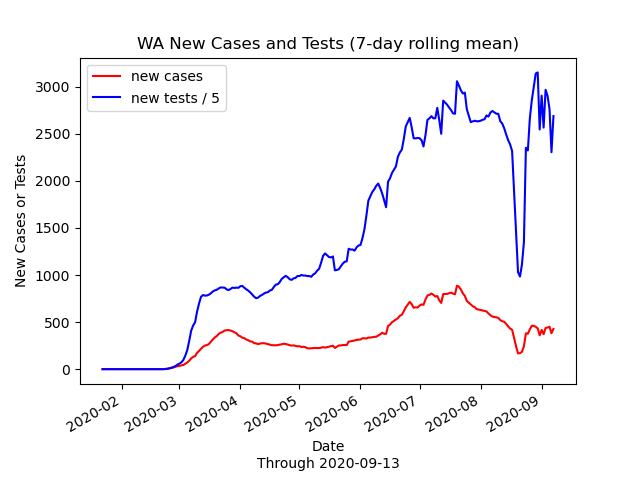 WA New Cases and Tests (7-day rolling mean)
new cases
new tests / 5
New Cases or Tests
3000
2500
2000
1500
1000
500
0
2020-02
2020-03
2020-04
2020-05
2020-06
2020-07
2020-08
2020-09
Date
Through 2020-09-13